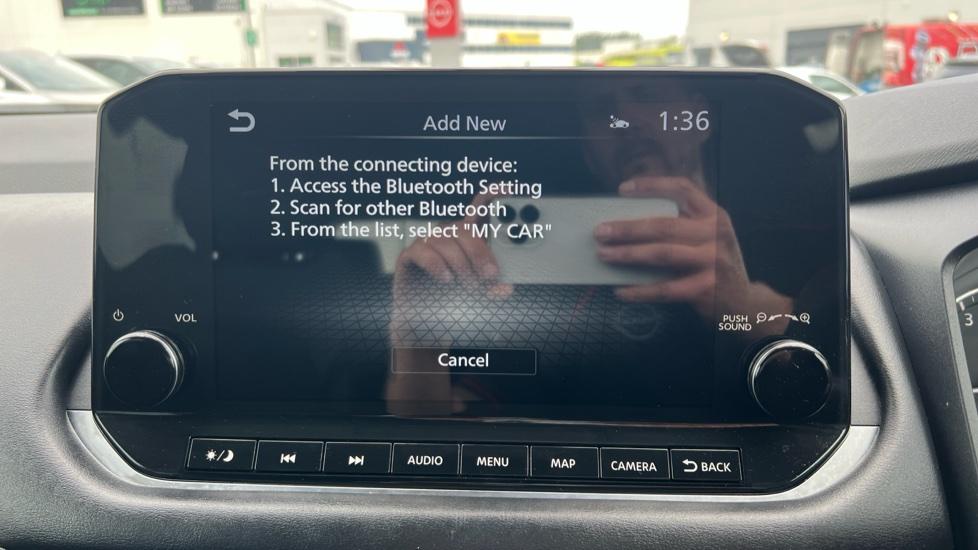 Add New
1:36
From the connecting device:
1. Access the Bluetooth Setting
2. Scan for other Bluetooth
3. From the list, select "MY CAR"
VOL
PUSH
SOUND
3
Cancel
AUDIO
MENU
MAP
CAMERA
BACK